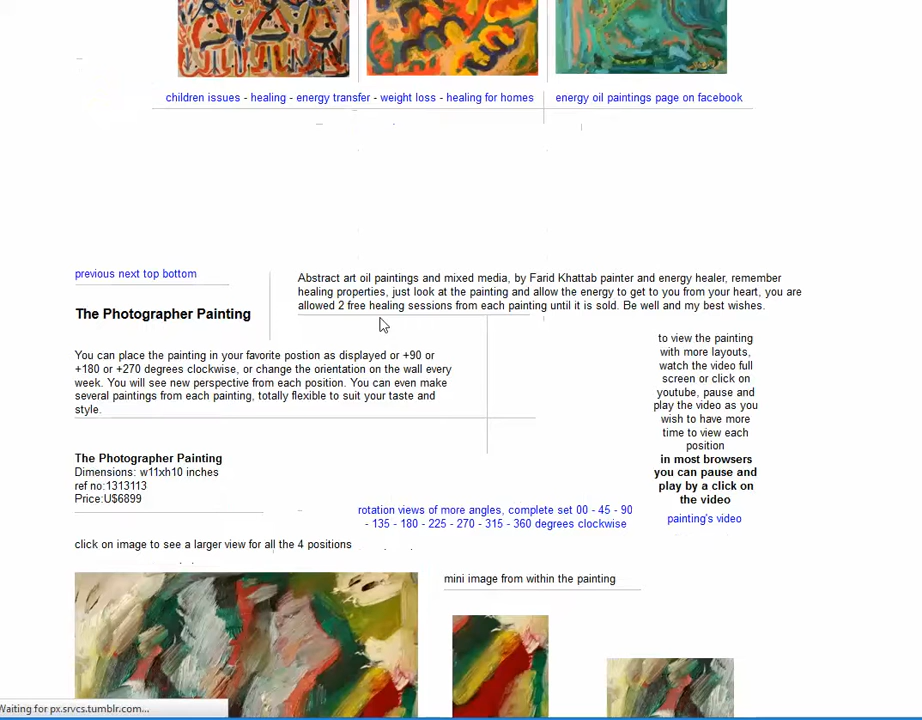 children issues - healing - energy transfer - weight loss - healing for homes
energy oil paintings page on facebook
previous next top bottom
The Photographer Painting
Abstract art oil paintings and mixed media, by Farid Khattab painter and energy healer, remember
healing properties, just look at the painting and allow the energy to get to you from your heart, you are
allowed 2 free healing sessions from each painting until it is sold. Be well and my best wishes.
You can place the painting in your favorite postion as displayed or +90 or
+180 or +270 degrees clockwise, or change the orientation on the wall every
week. You will see new perspective from each position. You can even make
several paintings from each painting, totally flexible to suit your taste and
style.
to view the painting
with more layouts,
watch the video full
screen or click on
youtube, pause and
play the video as you
wish to have more
time to view each
position
in most browsers
you can pause and
play by a click on
the video
painting's video
The Photographer Painting
Dimensions: w11xh10 inches
ref no:1313113
Price:U$6899
rotation views of more angles, complete set 00 - 45 - 90
- 135 - 180 - 225 - 270 - 315 - 360 degrees clockwise
click on image to see a larger view for all the 4 positions
mini image from within the painting
Waiting for px.srvcs.tumblr.com...